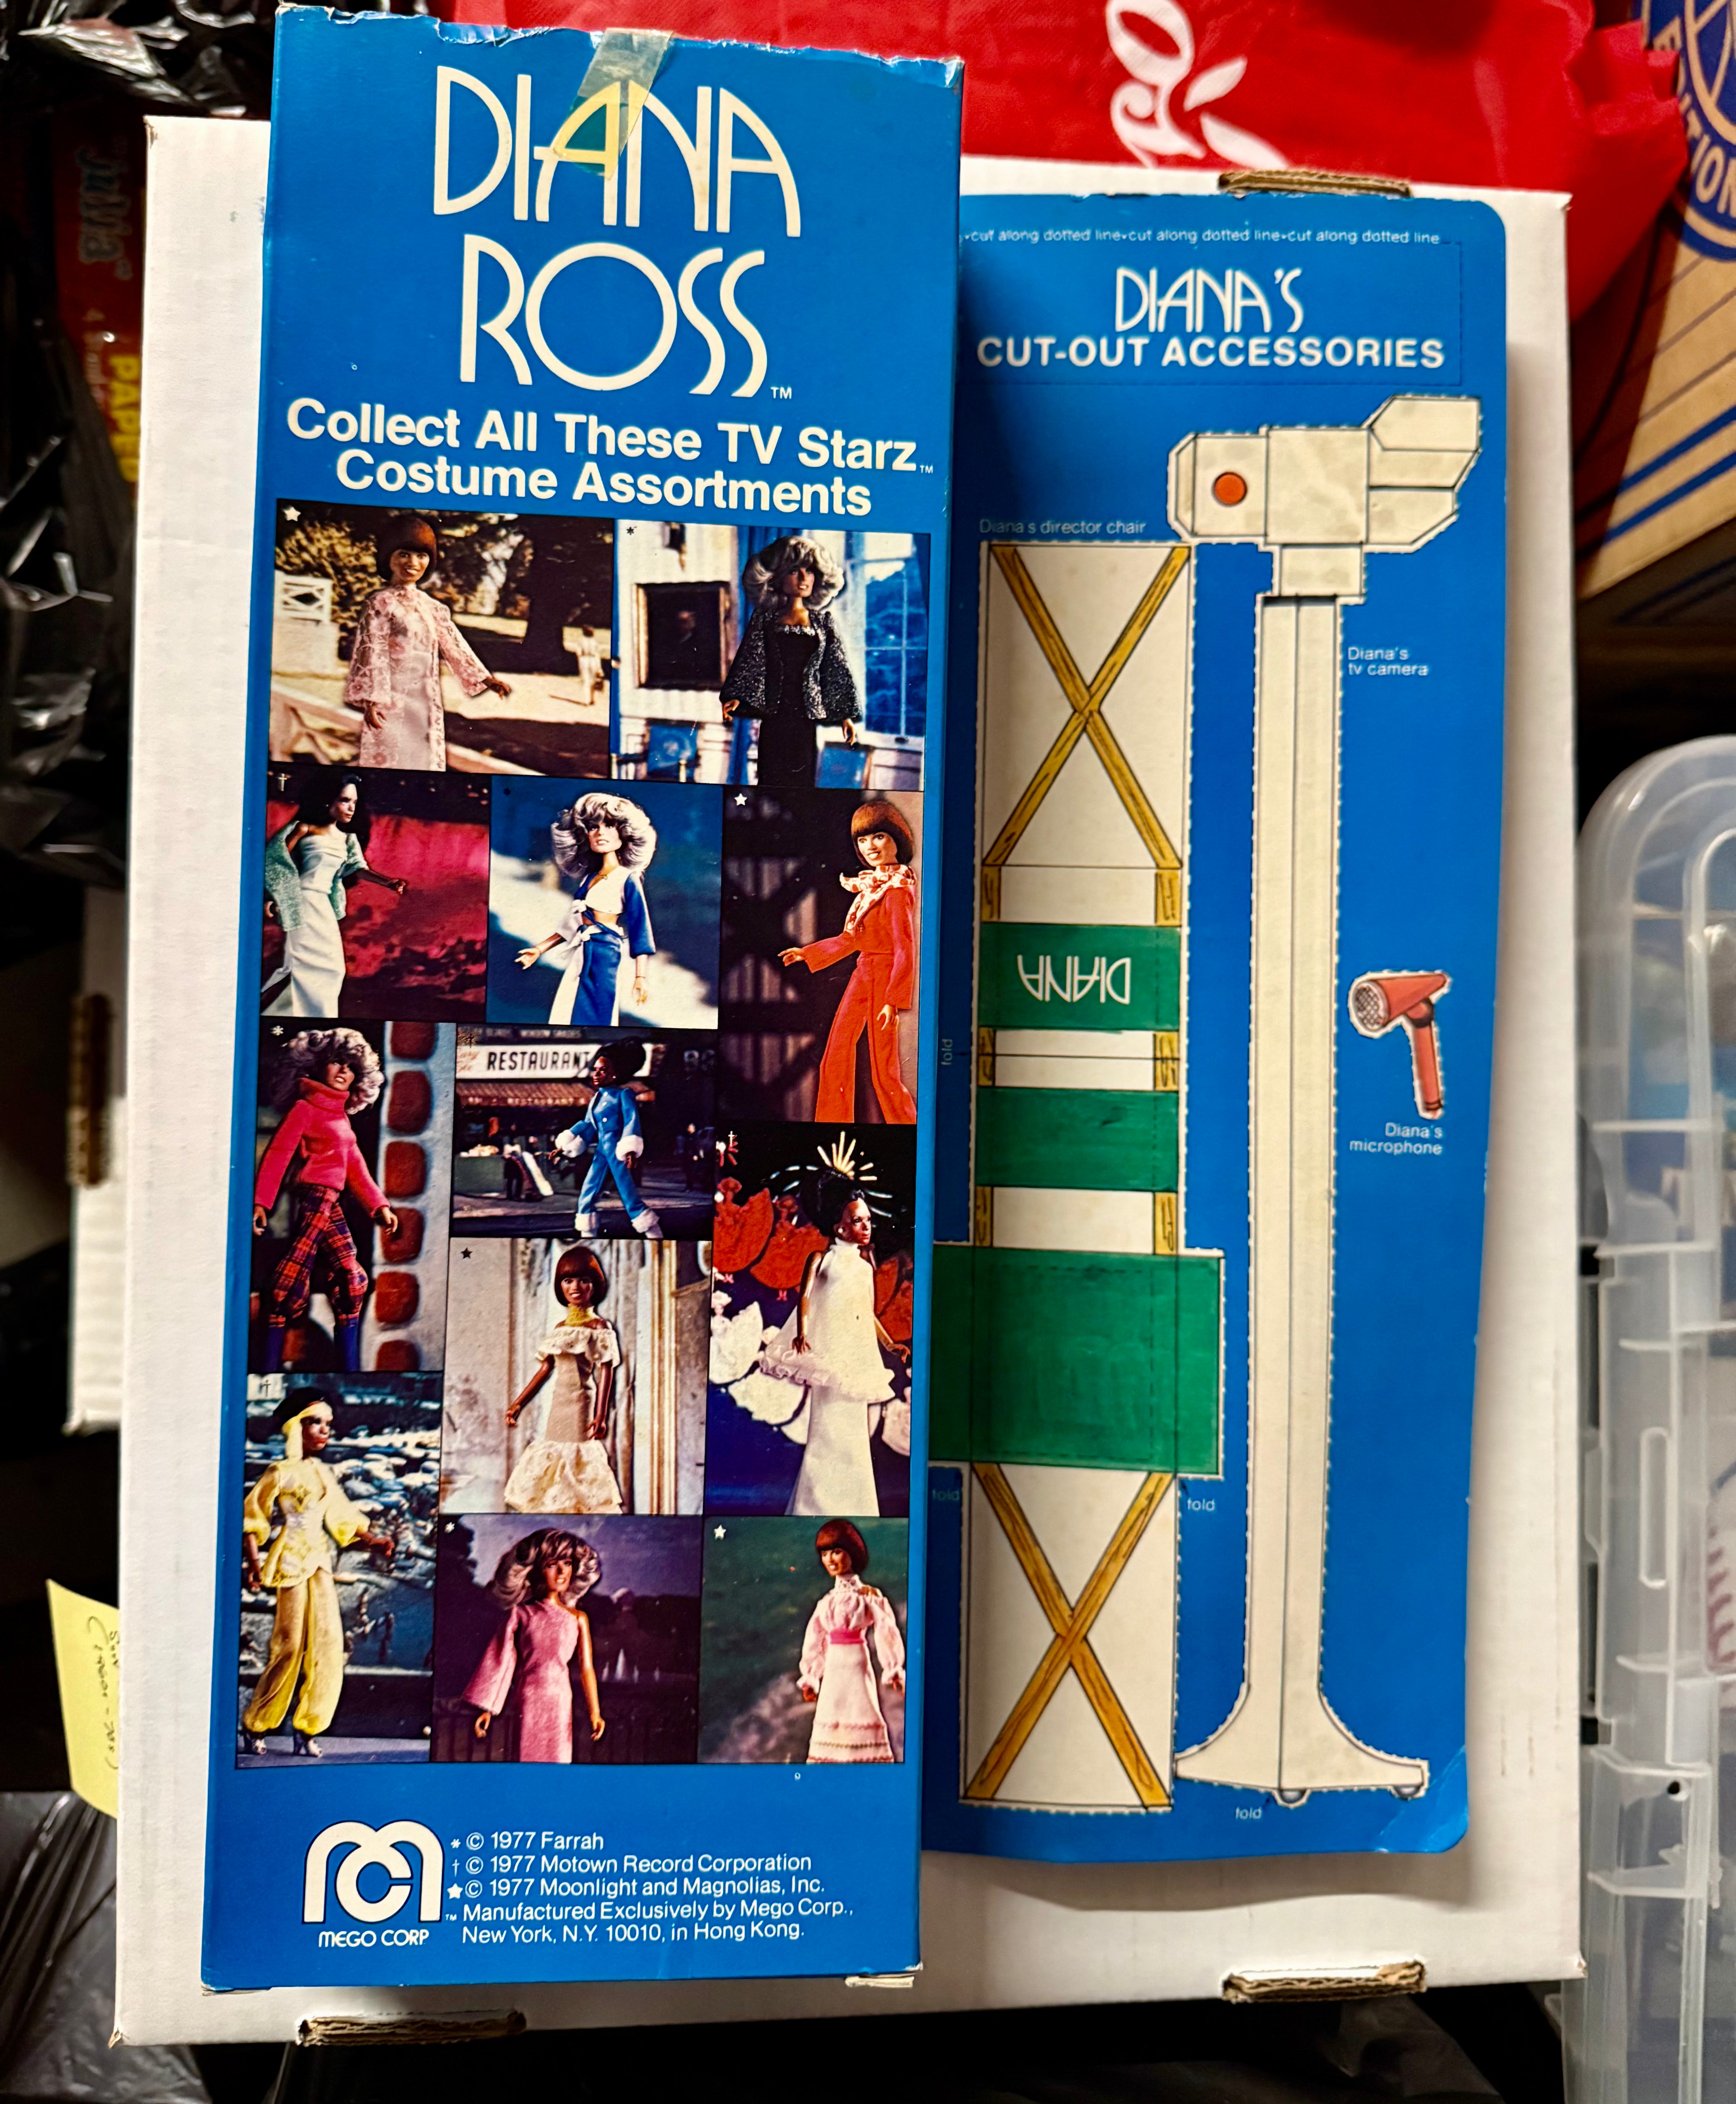 DIANA
ROSS™
Collect All These TV Starz™
Costume Assortments
RESTAURANT
MEGO CORP
* © 1977 Farrah
† © 1977 Motown Record Corporation
★ © 1977 Moonlight and Magnolias, Inc.
™ Manufactured Exclusively by Mego Corp.,
New York, N.Y. 10010, in Hong Kong.
•cut along dotted line•cut along dotted line•cut along dotted line
DIANA'S
CUT-OUT ACCESSORIES
Diana's director chair
Diana's
tv camera
DIANA
fold
Diana's
microphone
fold
fold
fold